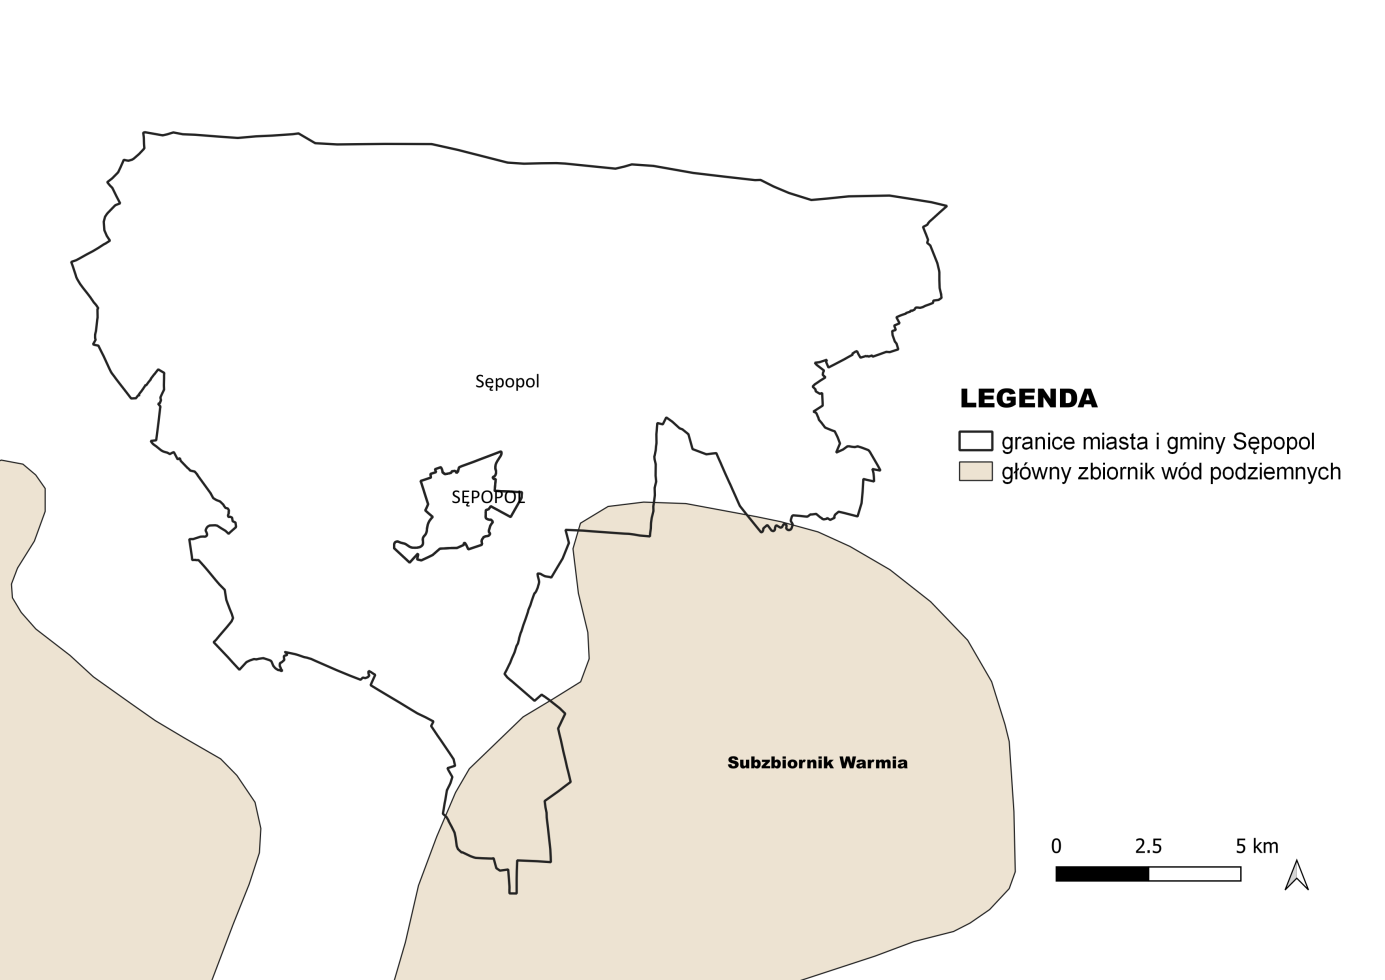 Sępopol
LEGENDA
granice miasta i gminy Sępopol
główny zbiornik wód podziemnych
SĘPOPOL
Subzbiornik Warmia
0 2.5 5 km